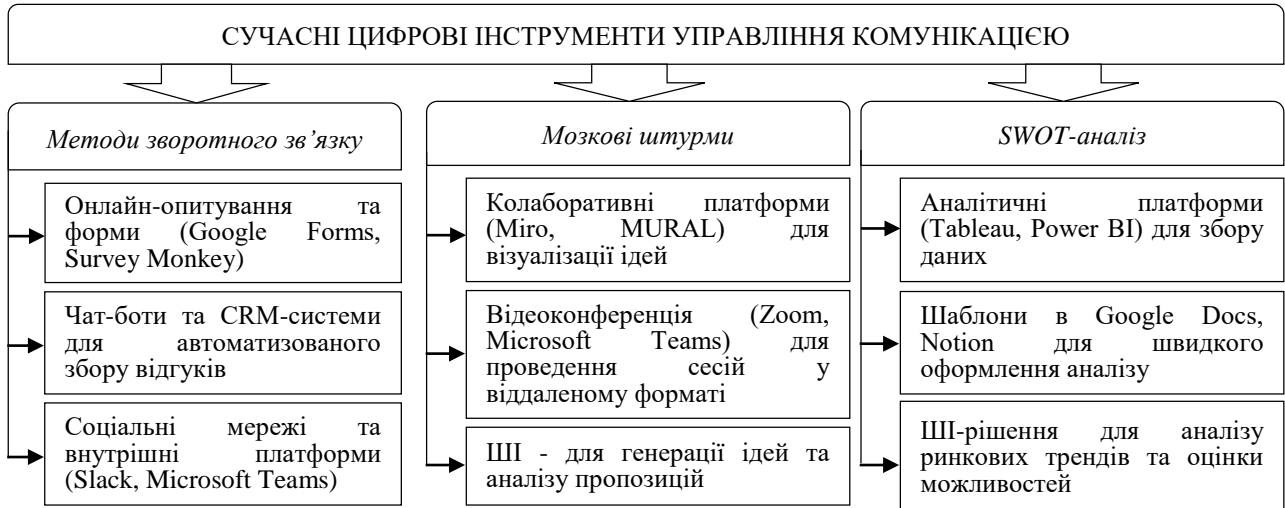 СУЧАСНІ ЦИФРОВІ ІНСТРУМЕНТИ УПРАВЛІННЯ КОМУНІКАЦІЄЮ
Методи зворотного зв’язку
Онлайн-опитування та
форми (Google Forms,
Survey Monkey)
Чат-боти та CRM-системи
для автоматизованого
збору відгуків
Соціальні мережі та
внутрішні платформи
(Slack, Microsoft Teams)
Мозкові штурми
Колаборативні платформи
(Miro, MURAL) для
візуалізації ідей
Відеоконференція (Zoom,
Microsoft Teams) для
проведення сесій у
віддаленому форматі
ШІ - для генерації ідей та
аналізу пропозицій
SWOT-аналіз
Аналітичні платформи
(Tableau, Power BI) для збору
даних
Шаблони в Google Docs,
Notion для швидкого
оформлення аналізу
ШІ-рішення для аналізу
ринкових трендів та оцінки
можливостей